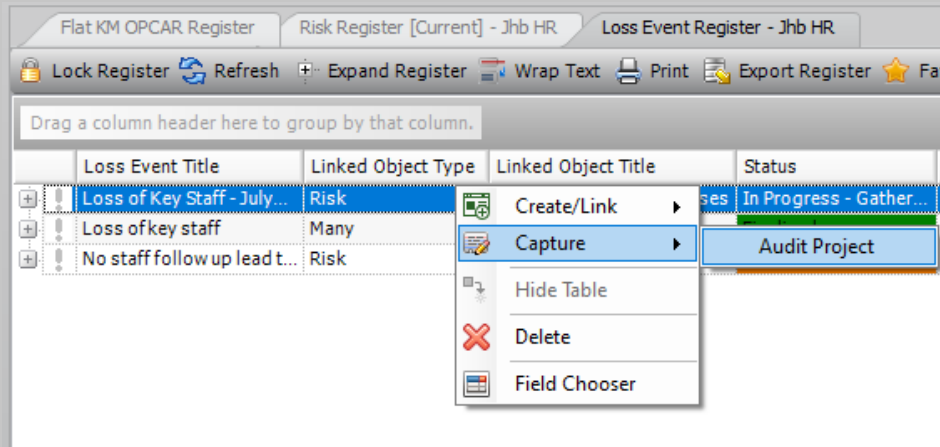 Flat KM OPCAR Register Risk Register [Current] - Jhb HR Loss Event Register - Jhb HR
Lock Register Refresh Expand Register Wrap Text Print Export Register Fa
Drag a column header here to group by that column.
Loss Event Title Linked Object Type Linked Object Title Status
Loss of Key Staff - July... Risk ses In Progress - Gather...
Loss of key staff Many
No staff follow up lead t... Risk
Create/Link
Capture Audit Project
Hide Table
Delete
Field Chooser